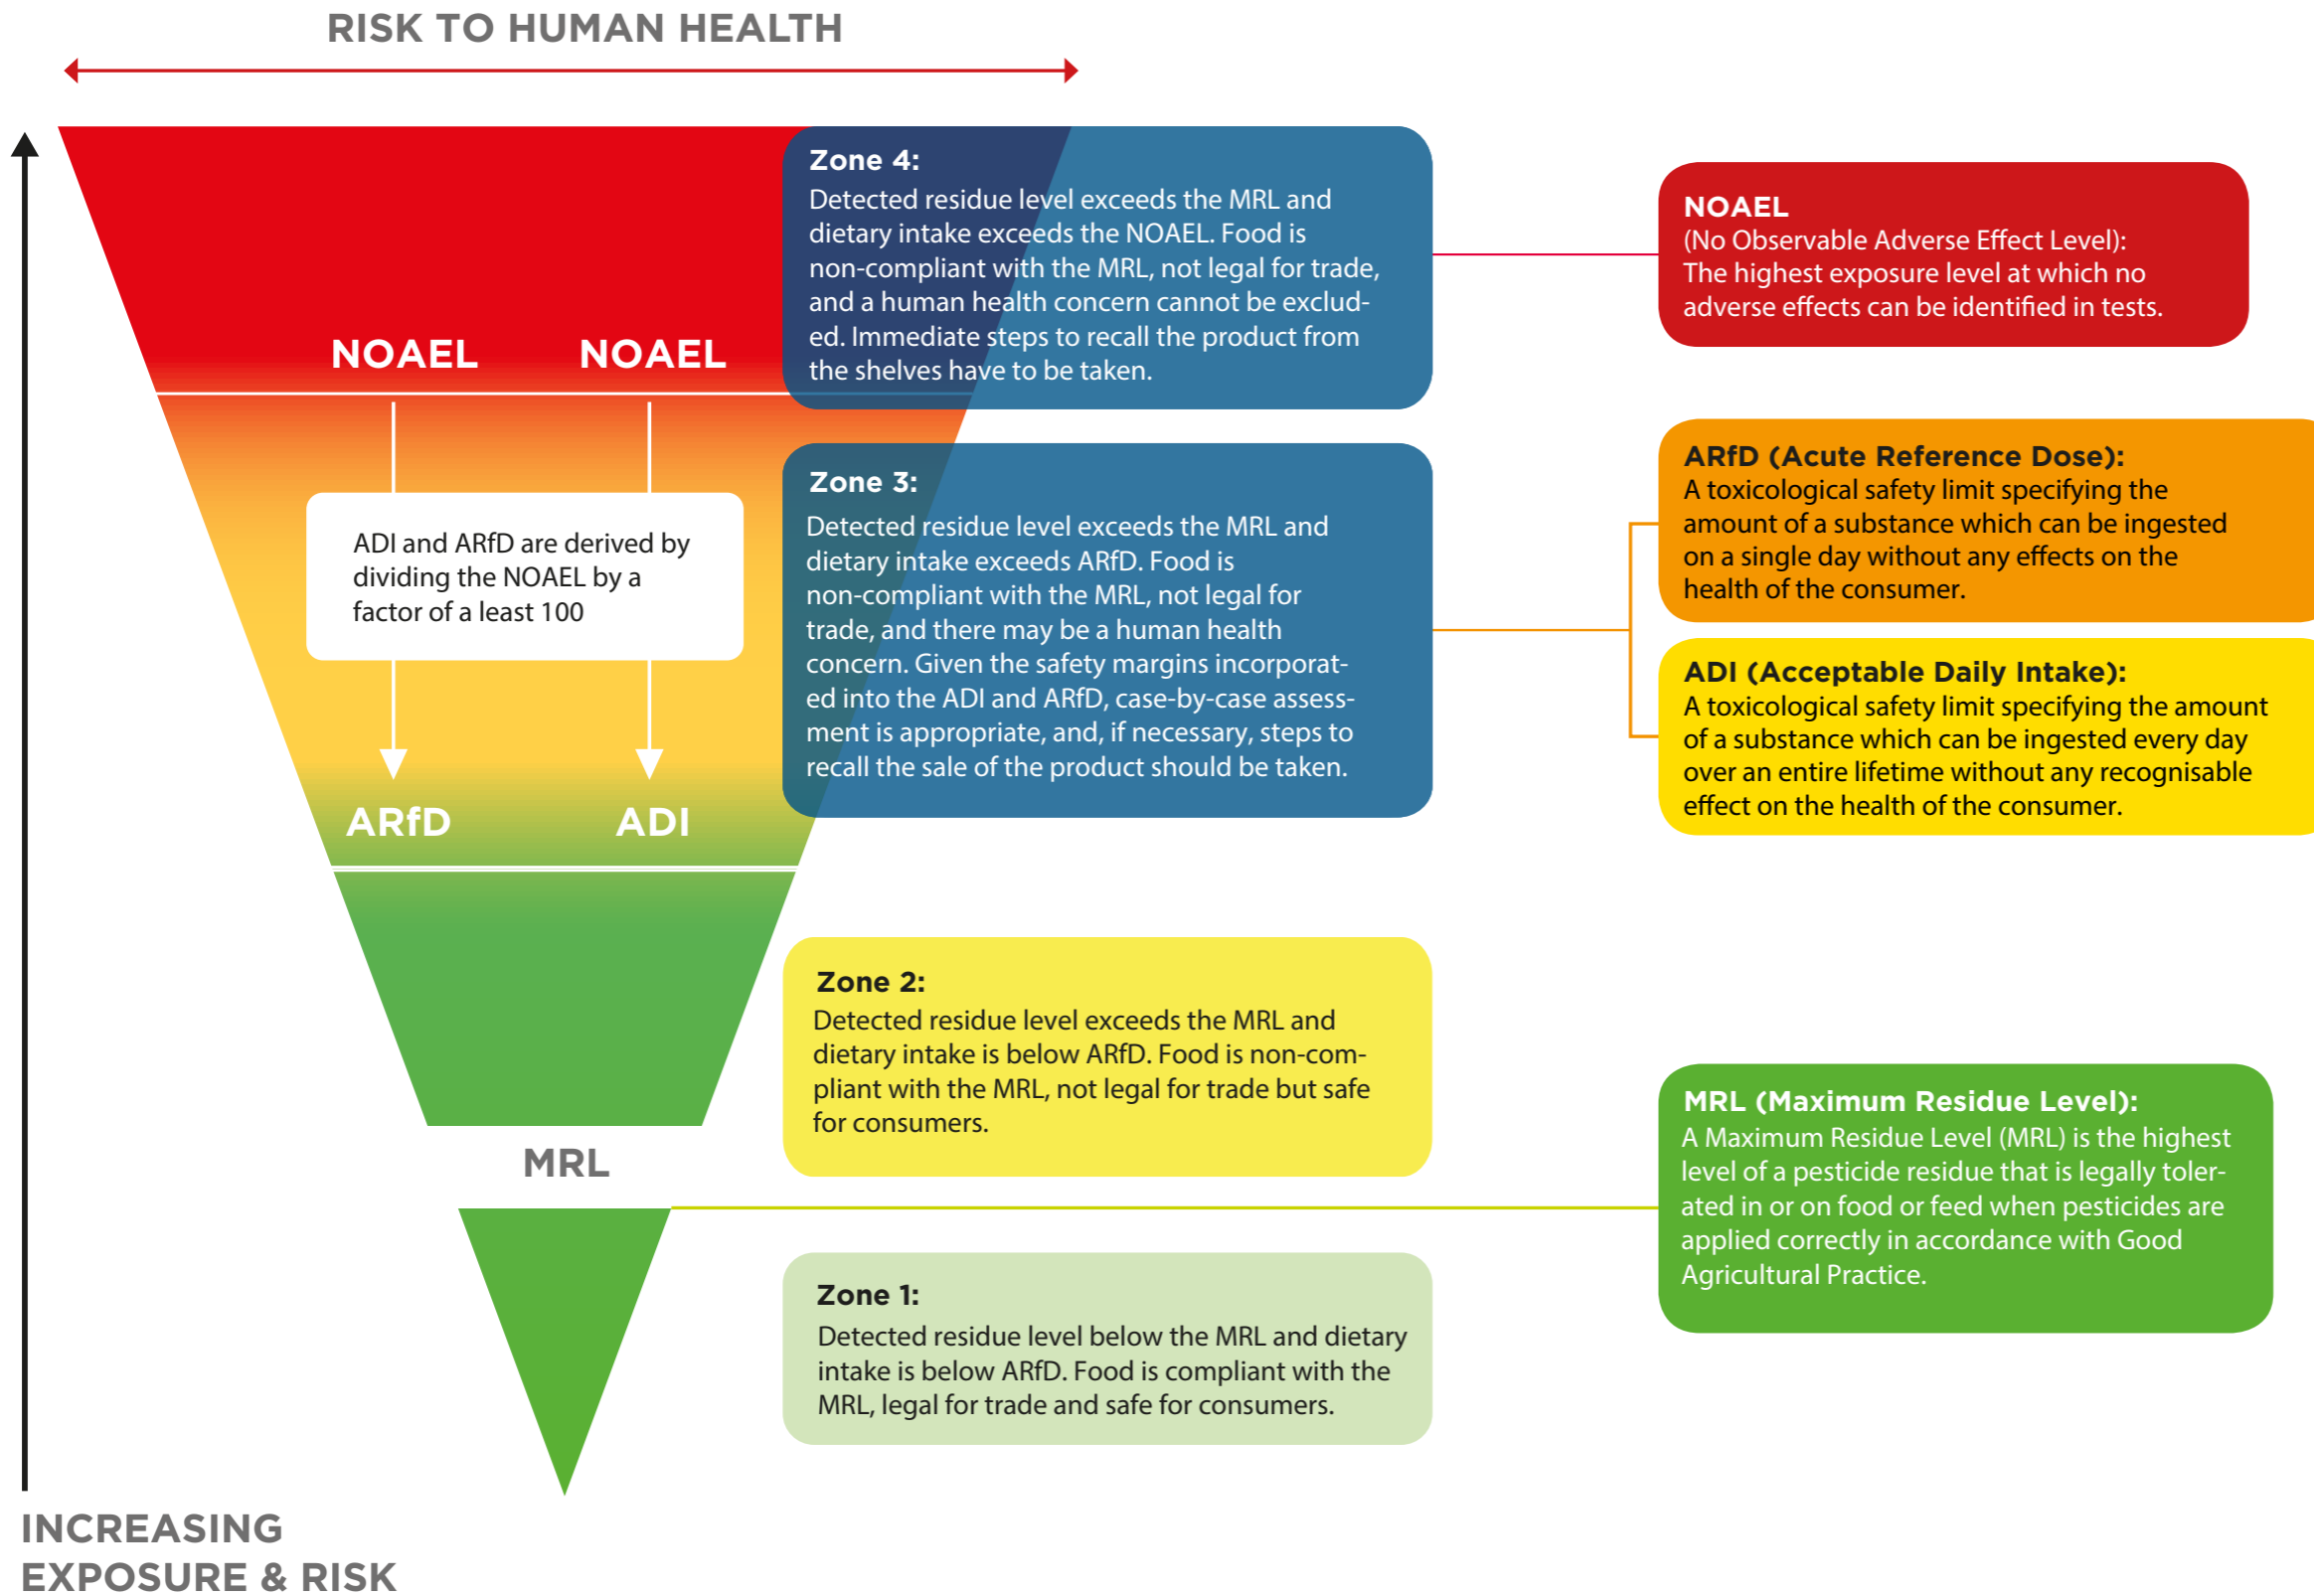 RISK TO HUMAN HEALTH
NOAEL
NOAEL
ADI and ARfD are derived by
dividing the NOAEL by a
factor of a least 100
ARfD
ADI
MRL
INCREASING
EXPOSURE & RISK
Zone 4:
Detected residue level exceeds the MRL and
dietary intake exceeds the NOAEL. Food is
non-compliant with the MRL, not legal for trade,
and a human health concern cannot be exclud-
ed. Immediate steps to recall the product from
the shelves have to be taken.
Zone 3:
Detected residue level exceeds the MRL and
dietary intake exceeds ARfD. Food is
non-compliant with the MRL, not legal for
trade, and there may be a human health
concern. Given the safety margins incorporat-
ed into the ADI and ARfD, case-by-case assess-
ment is appropriate, and, if necessary, steps to
recall the sale of the product should be taken.
Zone 2:
Detected residue level exceeds the MRL and
dietary intake is below ARfD. Food is non-com-
pliant with the MRL, not legal for trade but safe
for consumers.
Zone 1:
Detected residue level below the MRL and dietary
intake is below ARfD. Food is compliant with the
MRL, legal for trade and safe for consumers.
NOAEL
(No Observable Adverse Effect Level):
The highest exposure level at which no
adverse effects can be identified in tests.
ARfD (Acute Reference Dose):
A toxicological safety limit specifying the
amount of a substance which can be ingested
on a single day without any effects on the
health of the consumer.
ADI (Acceptable Daily Intake):
A toxicological safety limit specifying the amount
of a substance which can be ingested every day
over an entire lifetime without any recognisable
effect on the health of the consumer.
MRL (Maximum Residue Level):
A Maximum Residue Level (MRL) is the highest
level of a pesticide residue that is legally toler-
ated in or on food or feed when pesticides are
applied correctly in accordance with Good
Agricultural Practice.